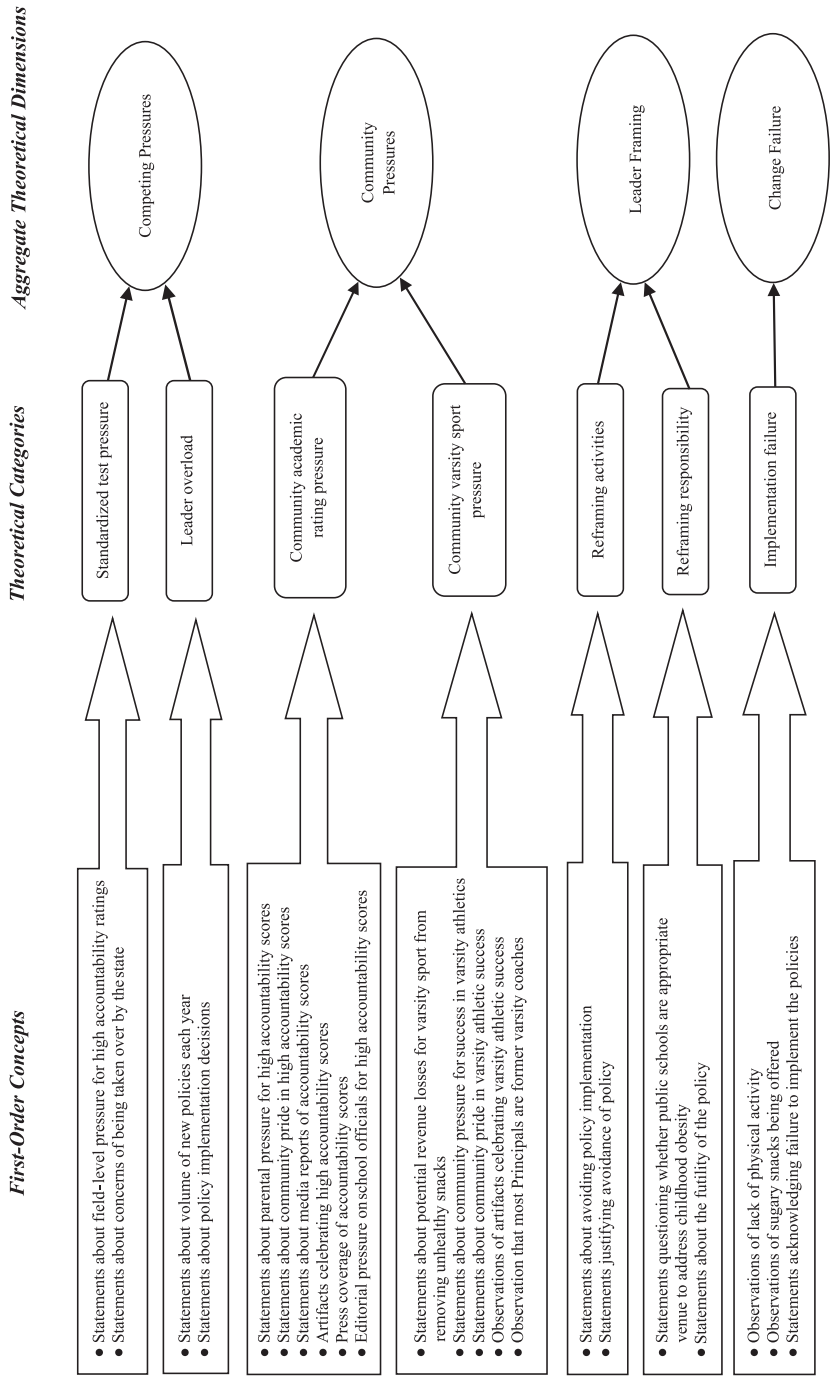 First-Order Concepts
Theoretical Categories
Aggregate Theoretical Dimensions
● Statements about field-level pressure for high accountability ratings
● Statements about concerns of being taken over by the state
Standardized test pressure
● Statements about volume of new policies each year
● Statements about policy implementation decisions
Leader overload
Competing Pressures
● Statements about parental pressure for high accountability scores
● Statements about community pride in high accountability scores
● Statements about media reports of accountability scores
● Artifacts celebrating high accountability scores
● Press coverage of accountability scores
● Editorial pressure on school officials for high accountability scores
Community academic
rating pressure
● Statements about potential revenue losses for varsity sport from
removing unhealthy snacks
● Statements about community pressure for success in varsity athletics
● Statements about community pride in varsity athletic success
● Observations of artifacts celebrating varsity athletic success
● Observation that most Principals are former varsity coaches
Community varsity sport
pressure
Community
Pressures
● Statements about avoiding policy implementation
● Statements justifying avoidance of policy
Reframing activities
● Statements questioning whether public schools are appropriate
venue to address childhood obesity
● Statements about the futility of the policy
Reframing responsibility
Leader Framing
● Observations of lack of physical activity
● Observations of sugary snacks being offered
● Statements acknowledging failure to implement the policies
Implementation failure
Change Failure